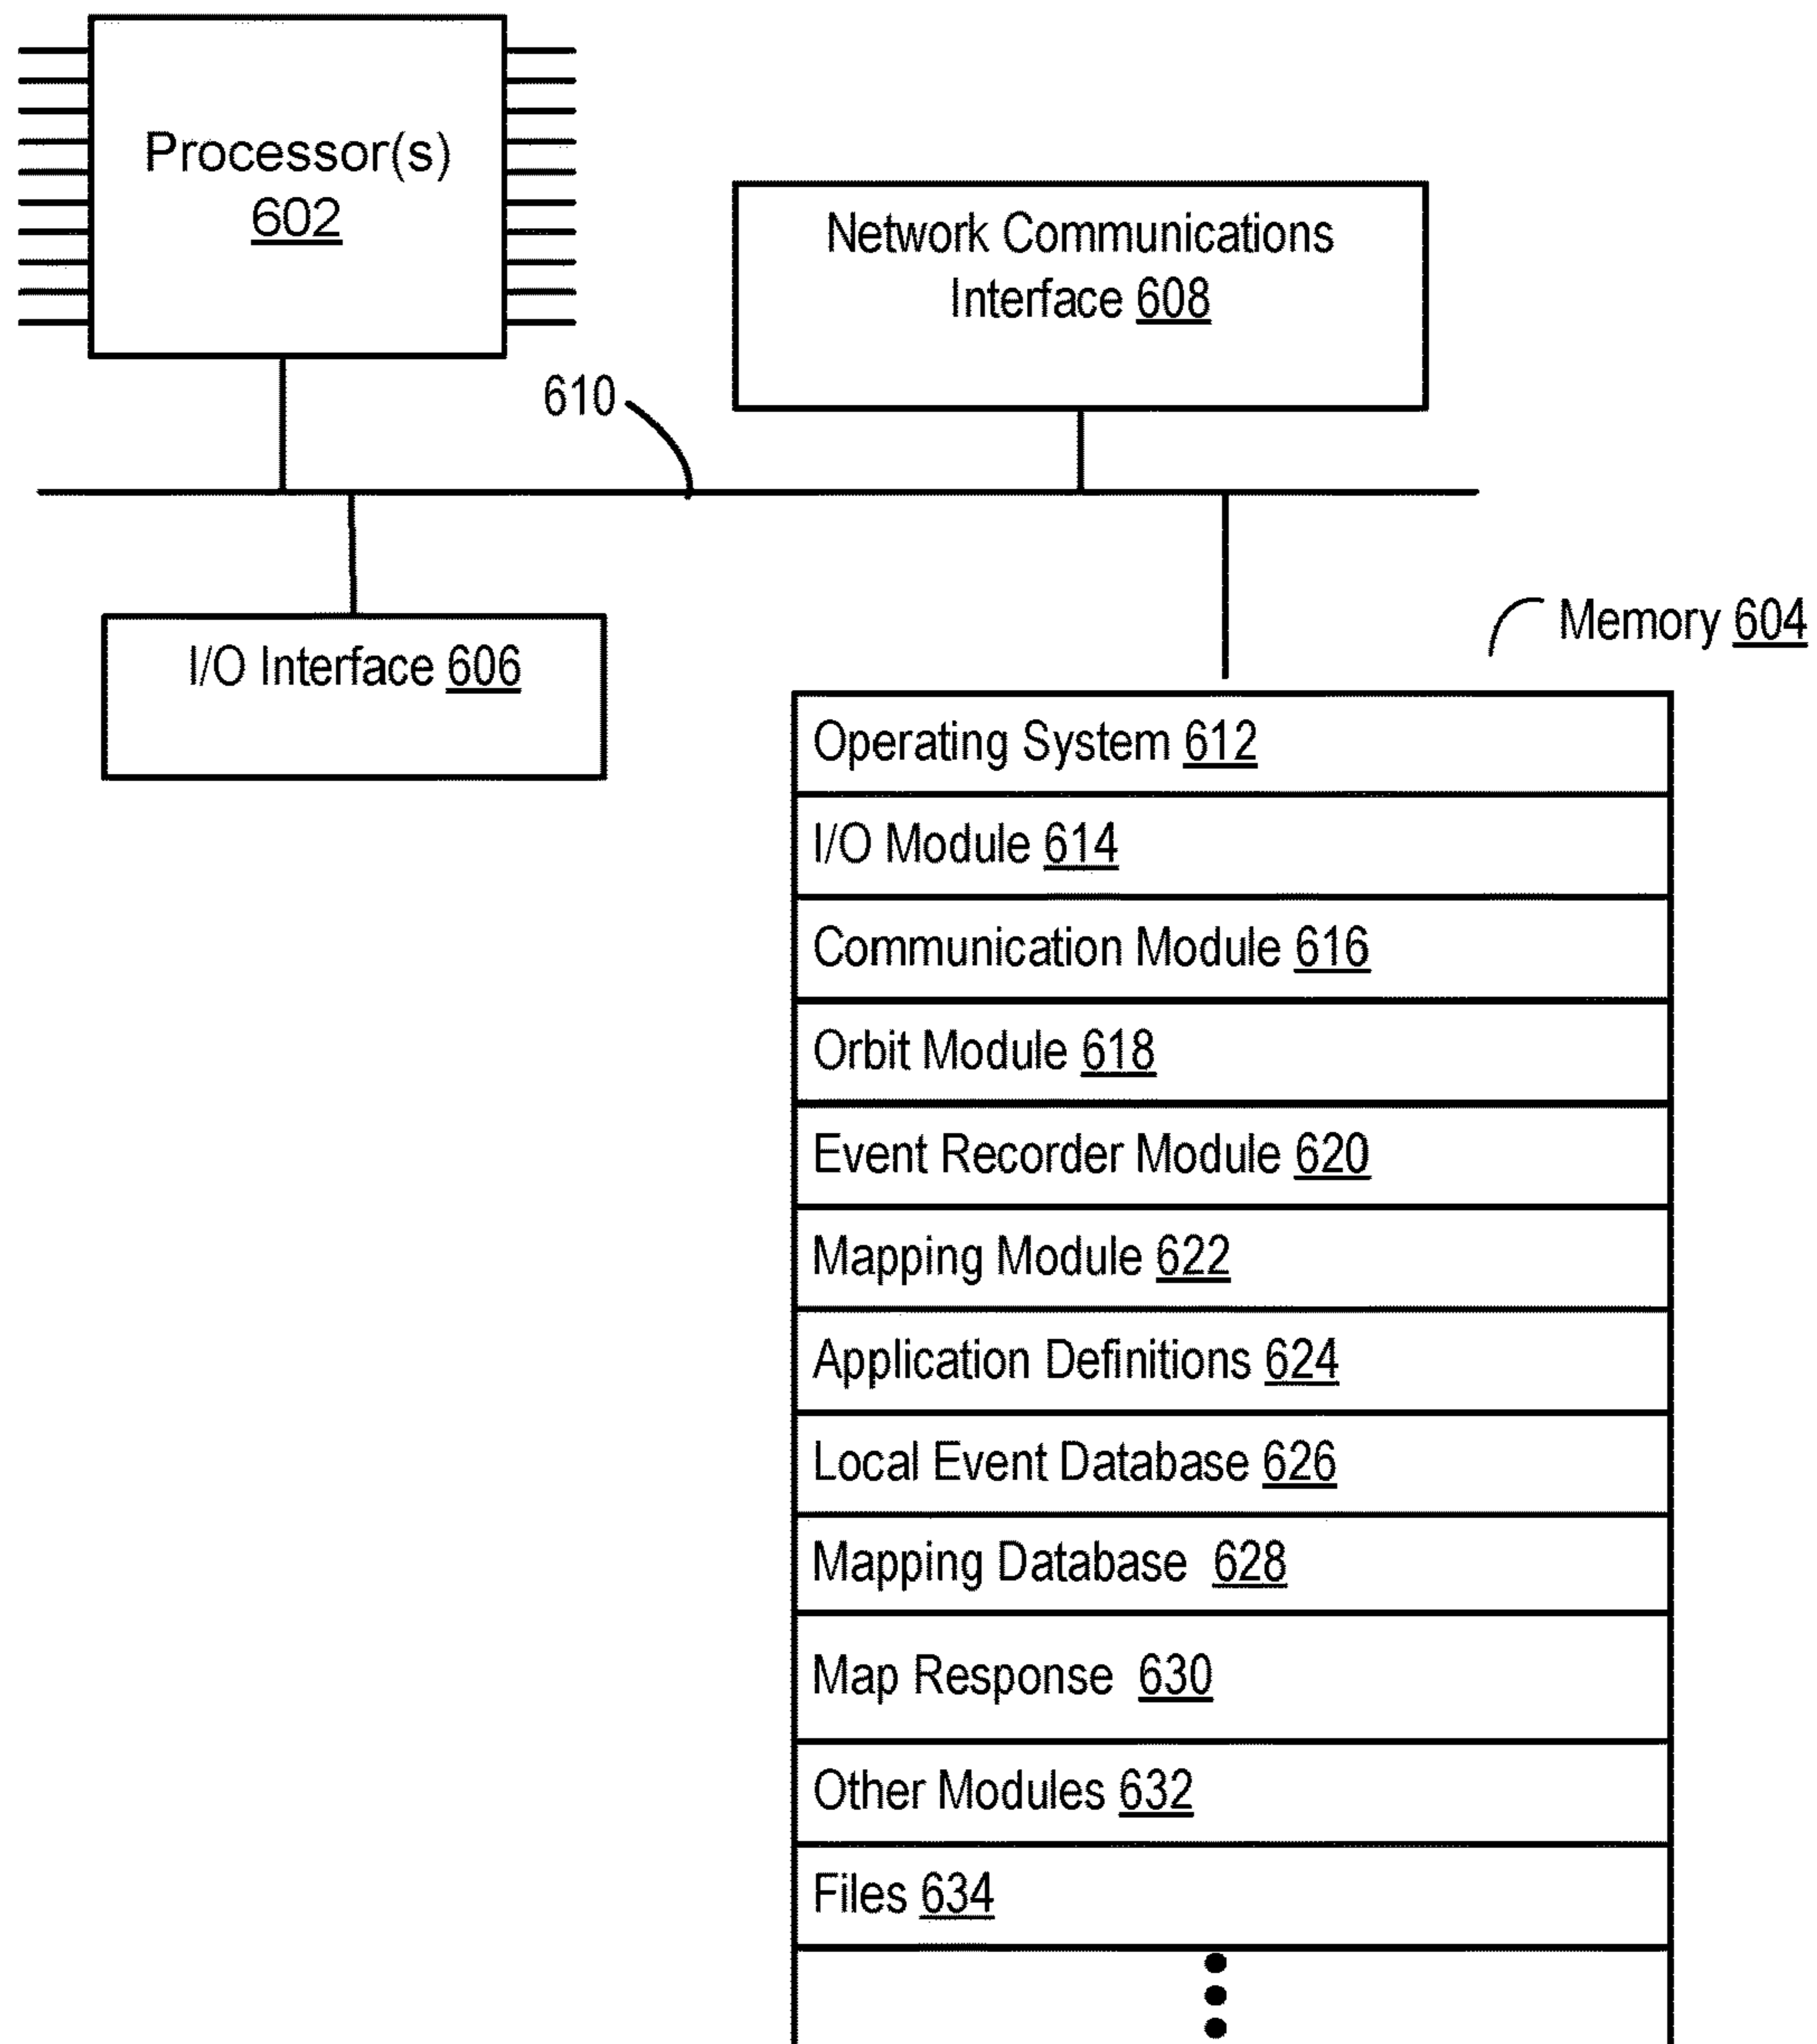 Processor(s)
602
Network Communications
Interface 608
610
I/O Interface 606
Memory 604
Operating System 612
I/O Module 614
Communication Module 616
Orbit Module 618
Event Recorder Module 620
Mapping Module 622
Application Definitions 624
Local Event Database 626
Mapping Database 628
Map Response 630
Other Modules 632
Files 634